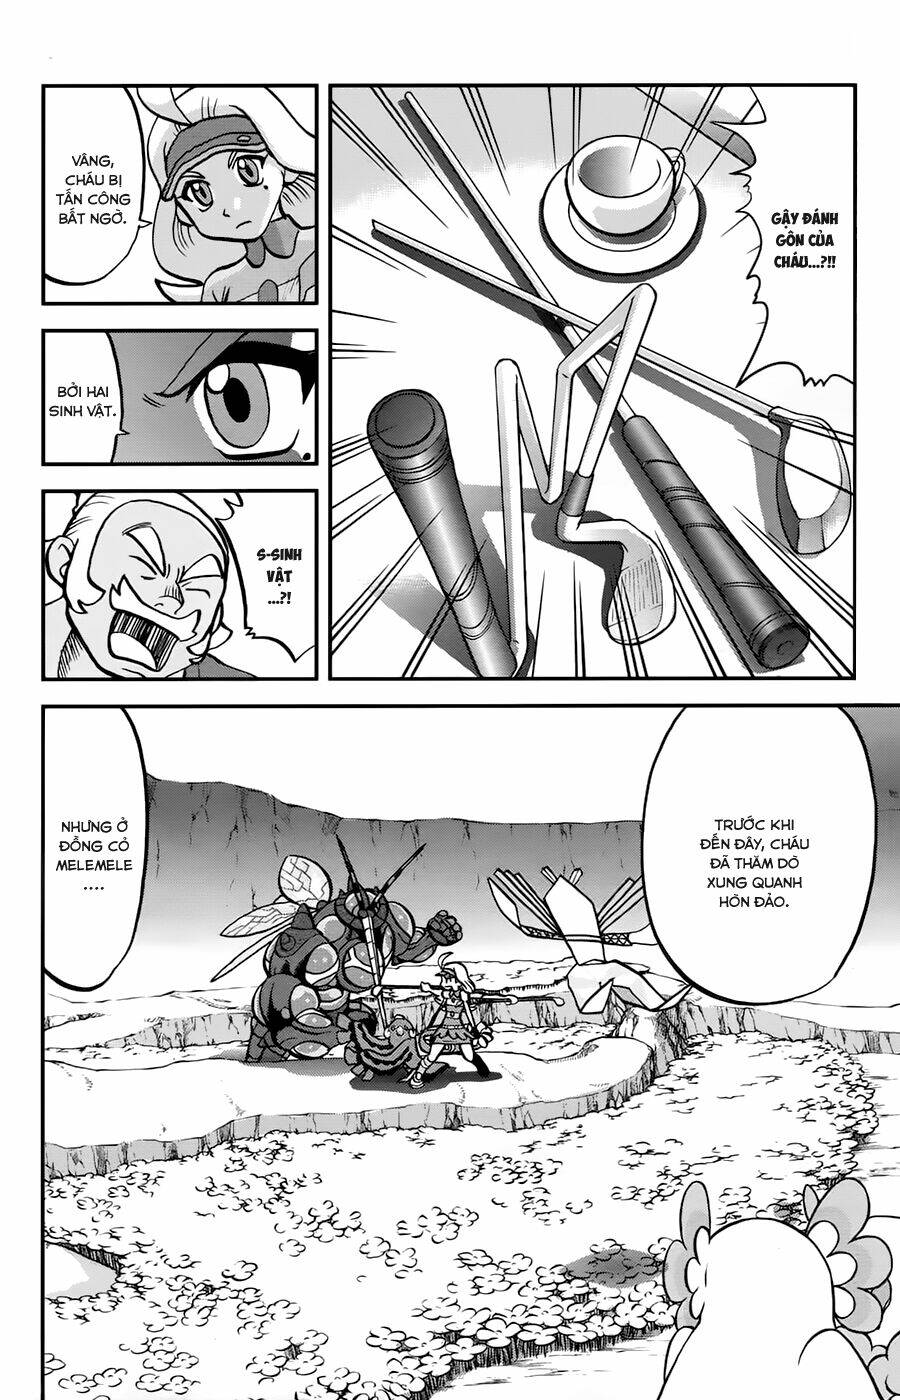 VÂNG,
CHÁU BỊ
TẤN CÔNG
BẤT NGỜ.
BỞI HAI
SINH VẬT.
S-SINH
VẬT
...?!
GẬY ĐÁNH
GÔN CỦA
CHÁU...?!!
TRƯỚC KHI
ĐẾN ĐÂY, CHÁU
ĐÃ THĂM DÒ
XUNG QUANH
HÒN ĐẢO.
NHƯNG Ở
ĐỒNG CỎ
MELEMELE
....